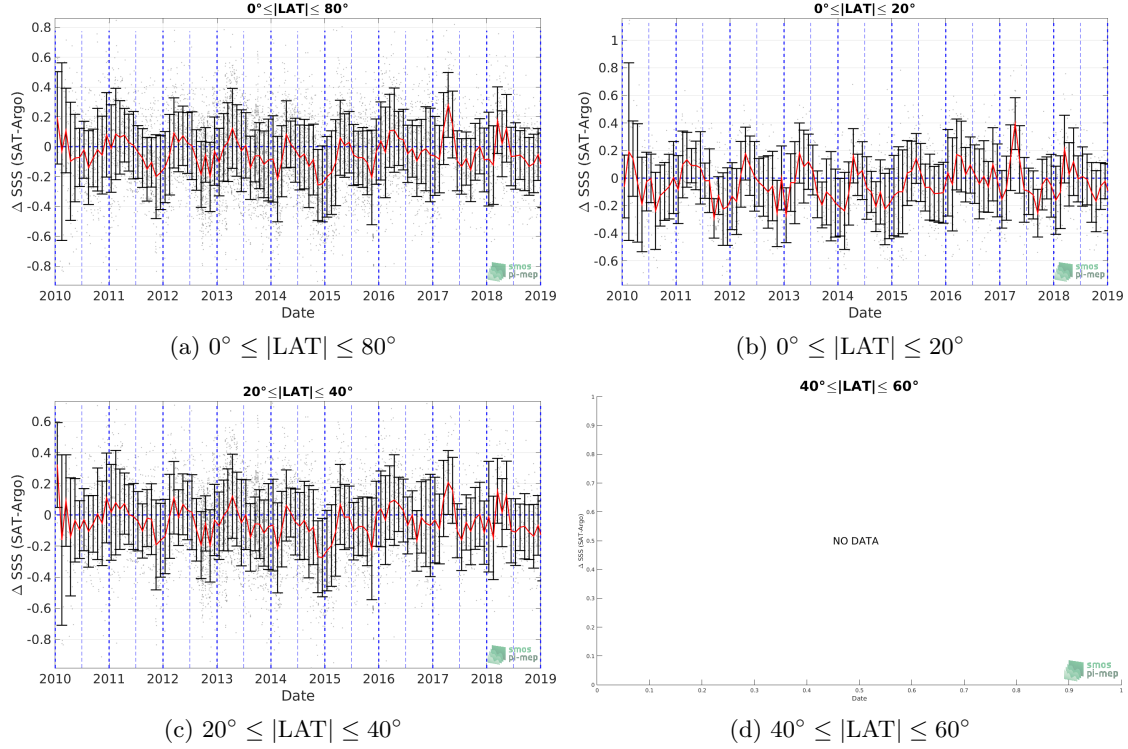 0°≤|LAT|≤ 80°
Δ SSS (SAT-Argo)
0.8
0.6
0.4
0.2
0
-0.2
-0.4
-0.6
-0.8
2010 2011 2012 2013 2014 2015 2016 2017 2018 2019
Date
smos
pi-mep
(a) 0° ≤ |LAT| ≤ 80°
0°≤|LAT|≤ 20°
Δ SSS (SAT-Argo)
1
0.8
0.6
0.4
0.2
0
-0.2
-0.4
-0.6
2010 2011 2012 2013 2014 2015 2016 2017 2018 2019
Date
smos
pi-mep
(b) 0° ≤ |LAT| ≤ 20°
20°≤|LAT|≤ 40°
Δ SSS (SAT-Argo)
0.6
0.4
0.2
0
-0.2
-0.4
-0.6
-0.8
2010 2011 2012 2013 2014 2015 2016 2017 2018 2019
Date
smos
pi-mep
(c) 20° ≤ |LAT| ≤ 40°
40°≤|LAT|≤ 60°
Δ SSS (SAT-Argo)
1
0.9
0.8
0.7
0.6
0.5
0.4
0.3
0.2
0.1
0
NO DATA
0 0.1 0.2 0.3 0.4 0.5 0.6 0.7 0.8 0.9 1
Date
smos
pi-mep
(d) 40° ≤ |LAT| ≤ 60°